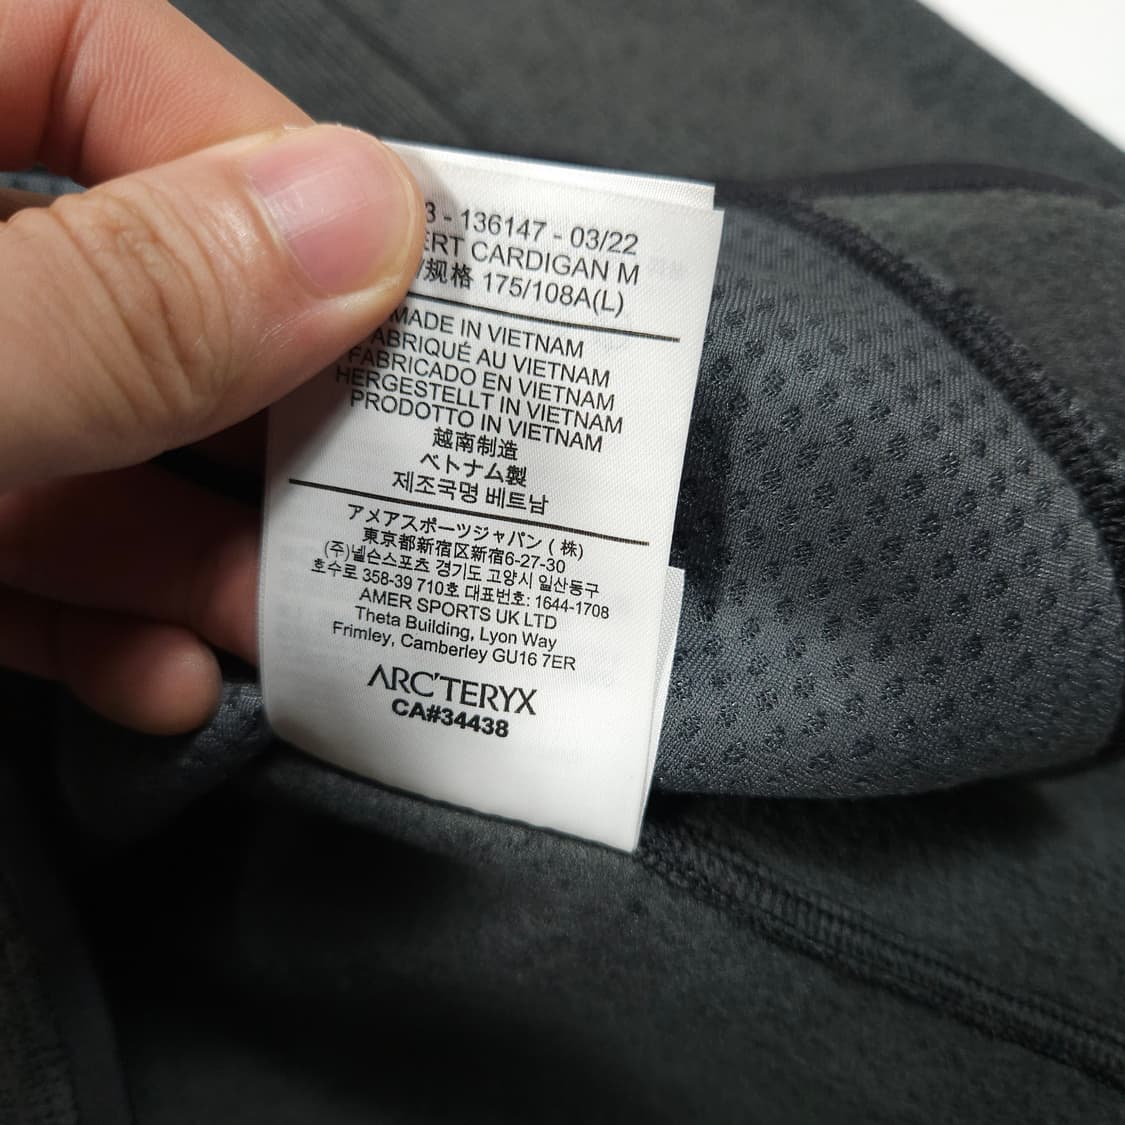 3 - 136147 - 03/22
ERT CARDIGAN M
/规格 175/108A(L)
MADE IN VIETNAM
FABRIQUÉ AU VIETNAM
FABRICADO EN VIETNAM
HERGESTELLT IN VIETNAM
PRODOTTO IN VIETNAM
越南制造
ベトナム製
제조국명 베트남
アメアスポーツジャパン (株)
東京都新宿区新宿6-27-30
(주)넬슨스포츠 경기도 고양시 일산동구
호수로 358-39 710호 대표번호: 1644-1708
AMER SPORTS UK LTD
Theta Building, Lyon Way
Frimley, Camberley GU16 7ER
ARC'TERYX
CA#34438